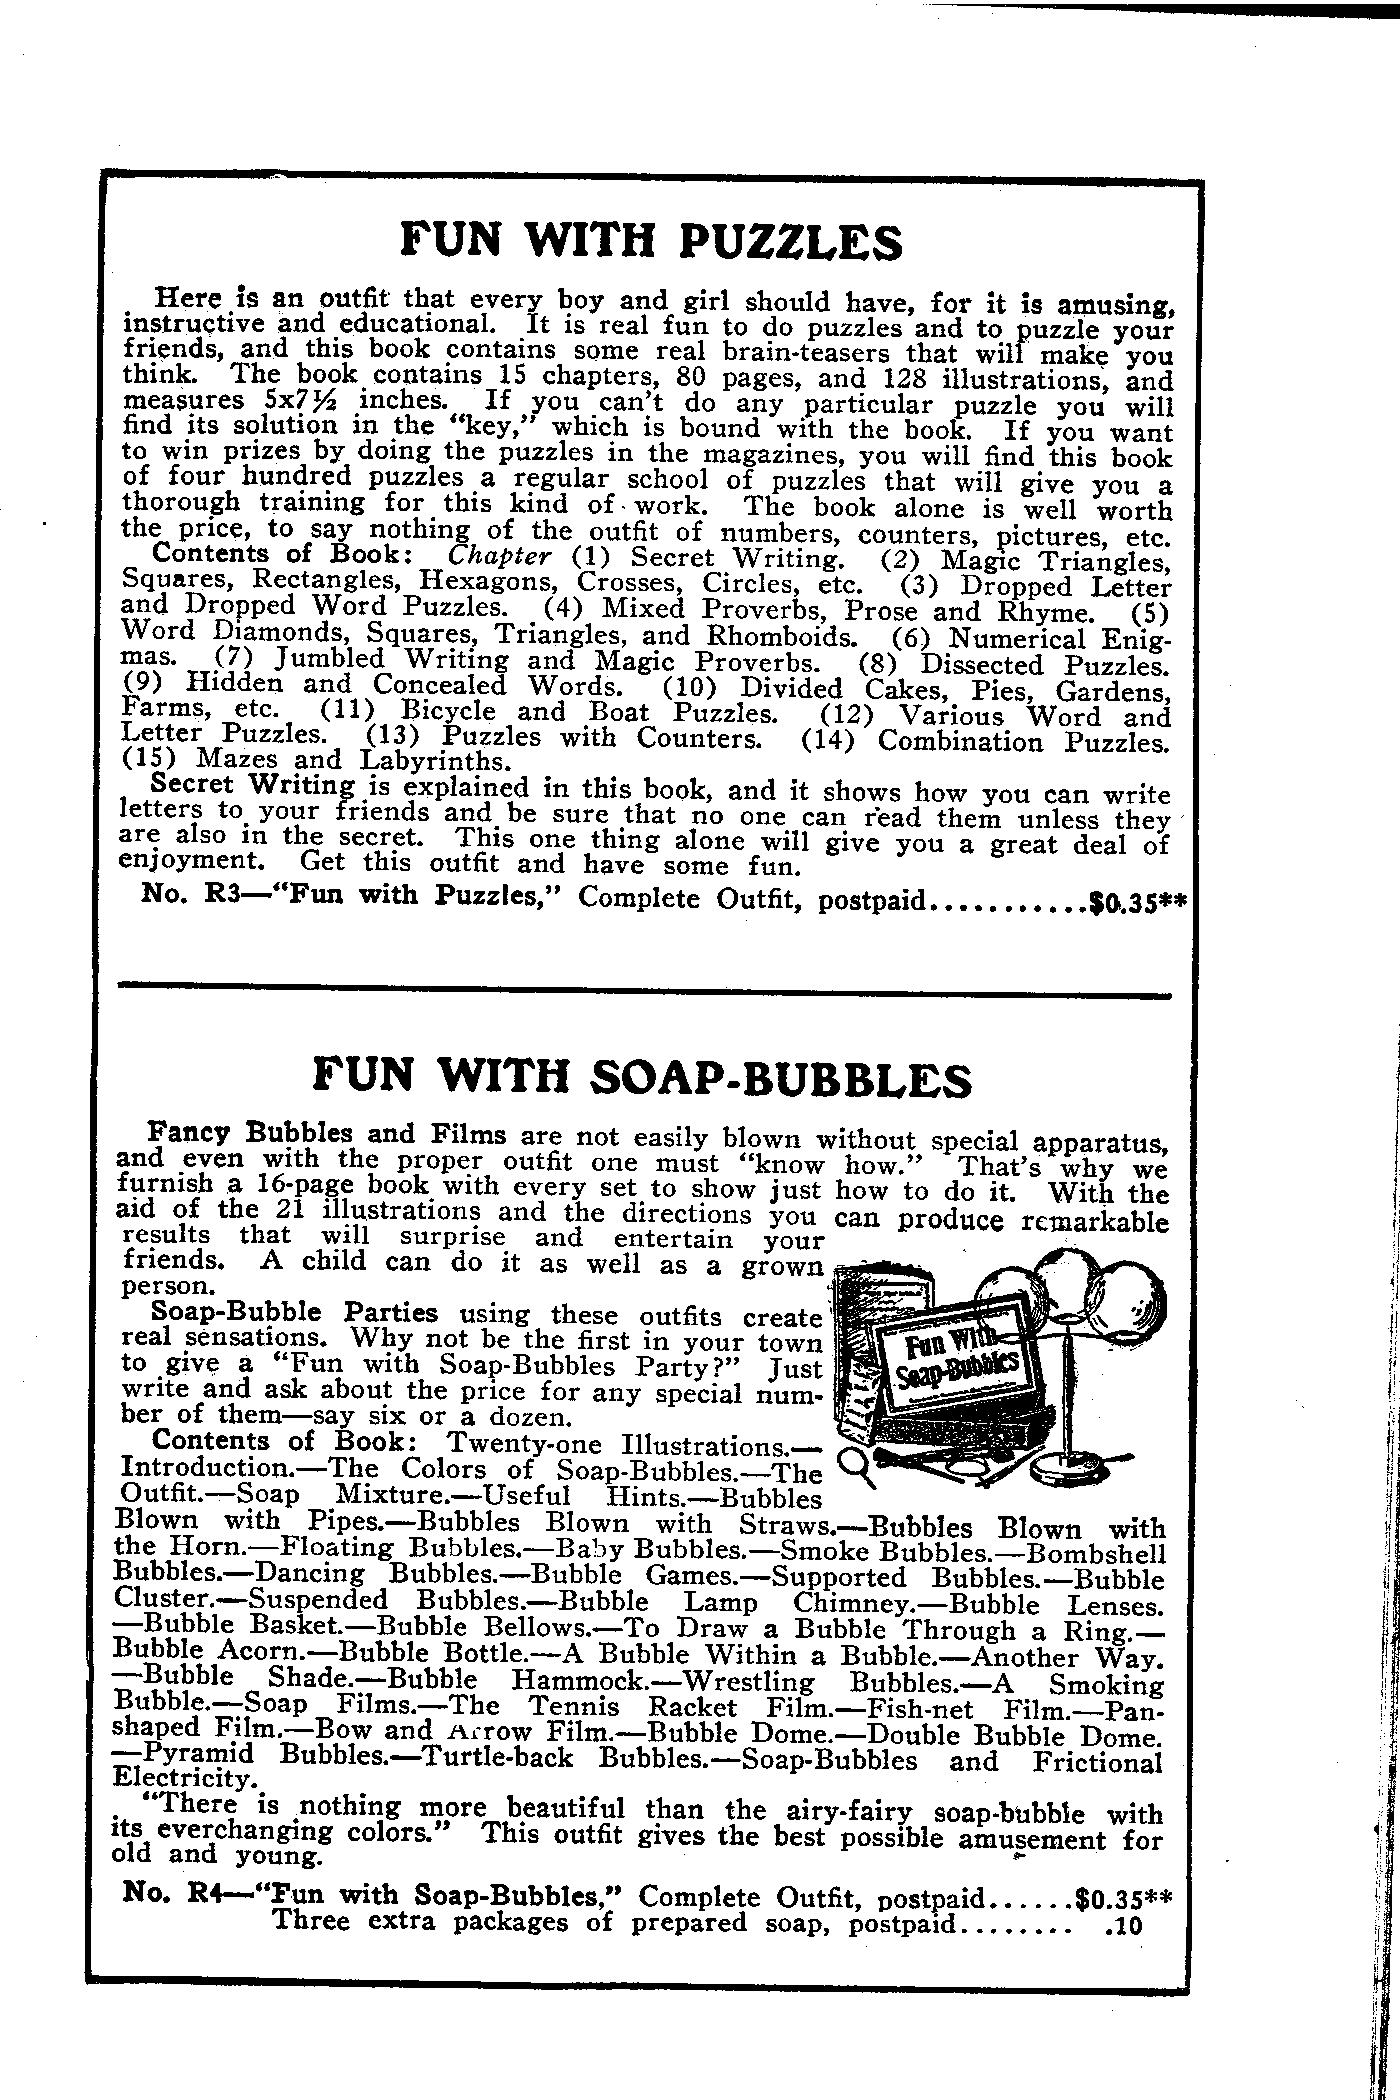 FUN WITH PUZZLES
Here is an outfit that every boy and girl should have, for it is amusing,
instructive and educational. It is real fun to do puzzles and to puzzle your
friends, and this book contains some real brain-teasers that will make you
think. The book contains 15 chapters, 80 pages, and 128 illustrations, and
measures 5x7½ inches. If you can't do any particular puzzle you will
find its solution in the "key," which is bound with the book. If you want
to win prizes by doing the puzzles in the magazines, you will find this book
of four hundred puzzles a regular school of puzzles that will give you a
thorough training for this kind of work. The book alone is well worth
the price, to say nothing of the outfit of numbers, counters, pictures, etc.
Contents of Book: Chapter (1) Secret Writing. (2) Magic Triangles,
Squares, Rectangles, Hexagons, Crosses, Circles, etc. (3) Dropped Letter
and Dropped Word Puzzles. (4) Mixed Proverbs, Prose and Rhyme. (5)
Word Diamonds, Squares, Triangles, and Rhomboids. (6) Numerical Enig-
mas. (7) Jumbled Writing and Magic Proverbs. (8) Dissected Puzzles.
(9) Hidden and Concealed Words. (10) Divided Cakes, Pies, Gardens,
Farms, etc. (11) Bicycle and Boat Puzzles. (12) Various Word and
Letter Puzzles. (13) Puzzles with Counters. (14) Combination Puzzles.
(15) Mazes and Labyrinths.
Secret Writing is explained in this book, and it shows how you can write
letters to your friends and be sure that no one can read them unless they
are also in the secret. This one thing alone will give you a great deal of
enjoyment. Get this outfit and have some fun.
No. R3—"Fun with Puzzles," Complete Outfit, postpaid...........$0.35**
FUN WITH SOAP-BUBBLES
Fancy Bubbles and Films are not easily blown without special apparatus,
and even with the proper outfit one must "know how." That's why we
furnish a 16-page book with every set to show just how to do it. With the
aid of the 21 illustrations and the directions you can produce remarkable
results that will surprise and entertain your
friends. A child can do it as well as a grown
person.
Soap-Bubble Parties using these outfits create
real sensations. Why not be the first in your town
to give a "Fun with Soap-Bubbles Party?" Just
write and ask about the price for any special num-
ber of them—say six or a dozen.
Fun With
Soap-Bubbles
Contents of Book: Twenty-one Illustrations.—
Introduction.—The Colors of Soap-Bubbles.—The
Outfit.—Soap Mixture.—Useful Hints.—Bubbles
Blown with Pipes.—Bubbles Blown with Straws.—Bubbles Blown with
the Horn.—Floating Bubbles.—Baby Bubbles.—Smoke Bubbles.—Bombshell
Bubbles.—Dancing Bubbles.—Bubble Games.—Supported Bubbles.—Bubble
Cluster.—Suspended Bubbles.—Bubble Lamp Chimney.—Bubble Lenses.
—Bubble Basket.—Bubble Bellows.—To Draw a Bubble Through a Ring.—
Bubble Acorn.—Bubble Bottle.—A Bubble Within a Bubble.—Another Way.
—Bubble Shade.—Bubble Hammock.—Wrestling Bubbles.—A Smoking
Bubble.—Soap Films.—The Tennis Racket Film.—Fish-net Film.—Pan-
shaped Film.—Bow and Arrow Film.—Bubble Dome.—Double Bubble Dome.
—Pyramid Bubbles.—Turtle-back Bubbles.—Soap-Bubbles and Frictional
Electricity.
"There is nothing more beautiful than the airy-fairy soap-bubble with
its everchanging colors." This outfit gives the best possible amusement for
old and young.
No. R4—"Fun with Soap-Bubbles," Complete Outfit, postpaid......$0.35**
Three extra packages of prepared soap, postpaid........ .10